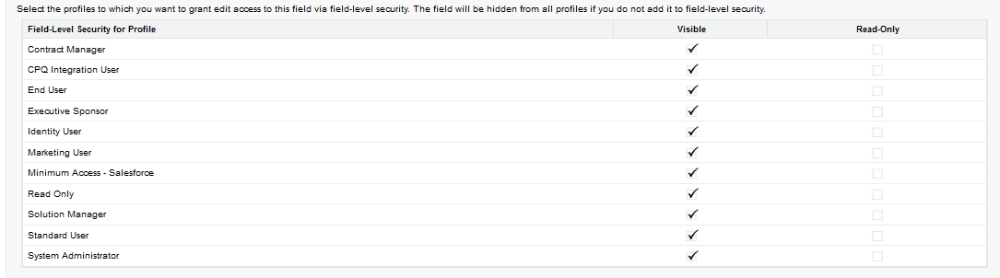 Select the profiles to which you want to grant edit access to this field via field-level security. The field will be hidden from all profiles if you do not add it to field-level security.
Field-Level Security for Profile Visible Read-Only
Contract Manager
CPQ Integration User
End User
Executive Sponsor
Identity User
Marketing User
Minimum Access - Salesforce
Read Only
Solution Manager
Standard User
System Administrator